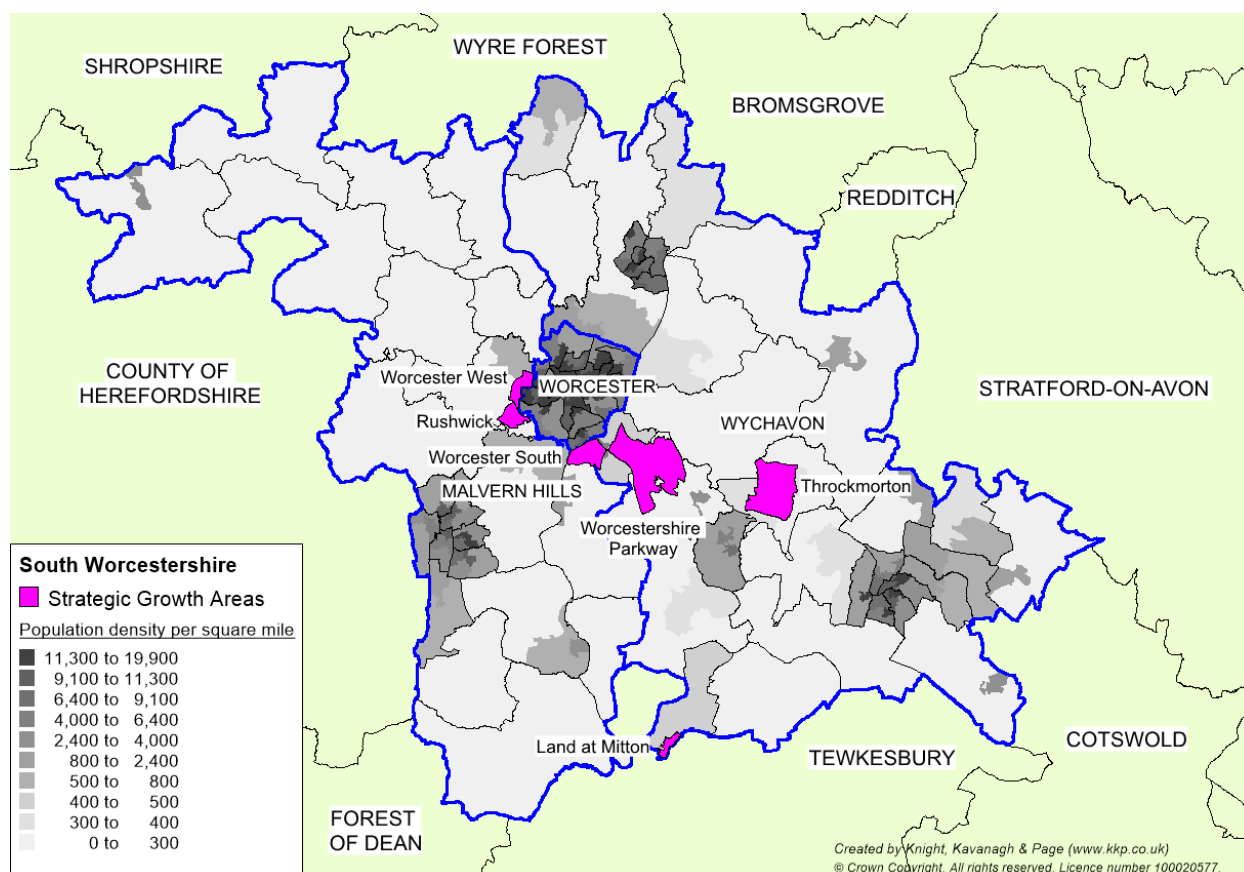 WYRE FOREST
SHROPSHIRE
BROMSGROVE
REDDITCH
COUNTY OF
HEREFORDSHIRE
Worcester West
WORCESTER
STRATFORD-ON-AVON
Rushwick
WYCHAVON
Worcester South
MALVERN HILLS
Throckmorton
Worcestershire
Parkway
South Worcestershire
Strategic Growth Areas
Population density per square mile
11,300 to 19,900
9,100 to 11,300
6,400 to 9,100
4,000 to 6,400
2,400 to 4,000
800 to 2,400
500 to 800
400 to 500
300 to 400
0 to 300
Land at Mitton
TEWKESBURY
COTSWOLD
FOREST
OF DEAN
Created by Knight, Kavanagh & Page (www.kkp.co.uk)
© Crown Copyright. All rights reserved. Licence number 100020577.